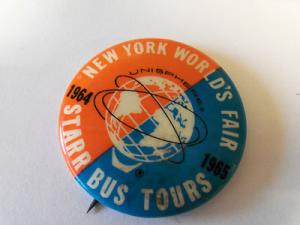 NEW YORK WORLD'S FAIR
UNISPHERE
1964
1965
STARR BUS TOURS
®